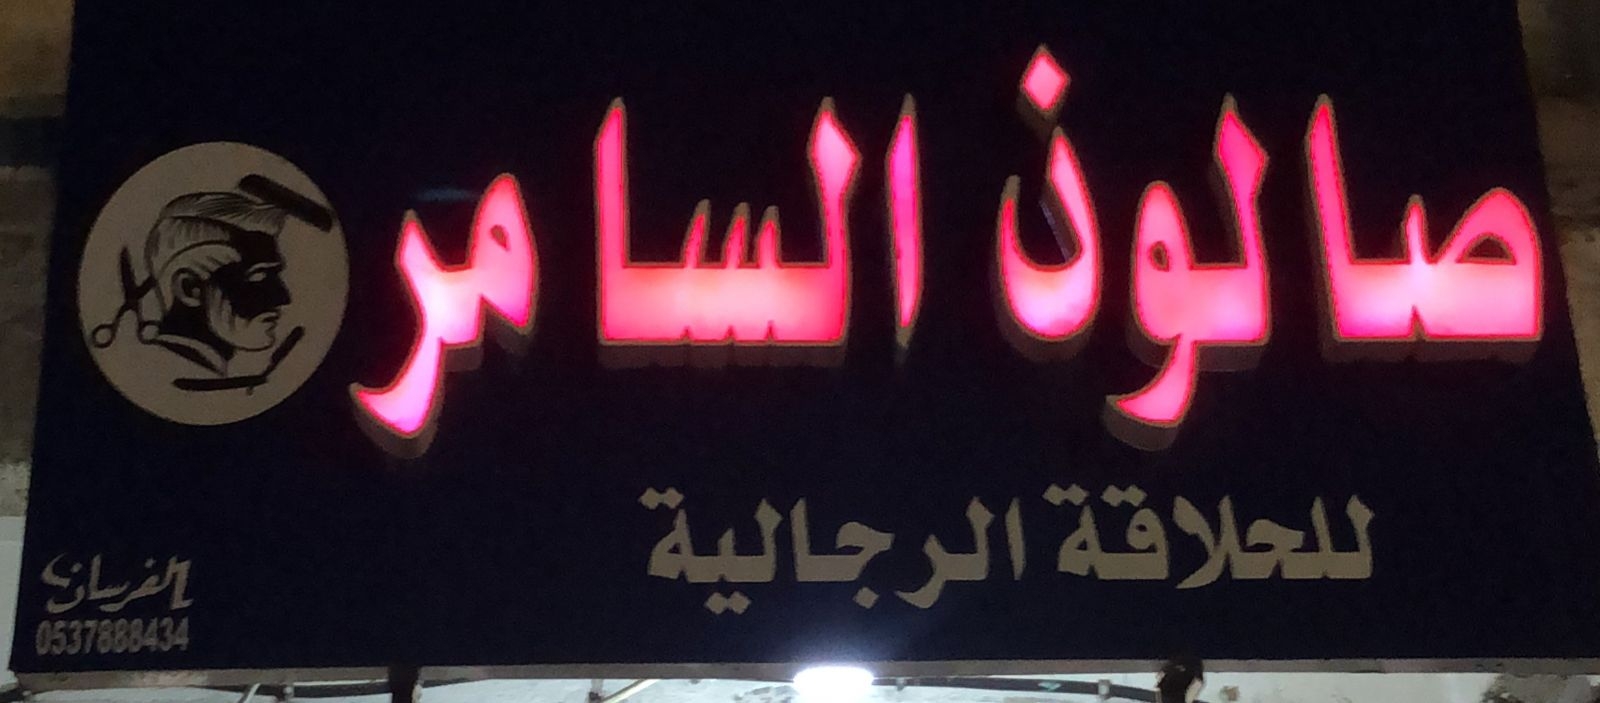 صالون السامر
للحلاقة الرجالية
الفرسان
0537888434